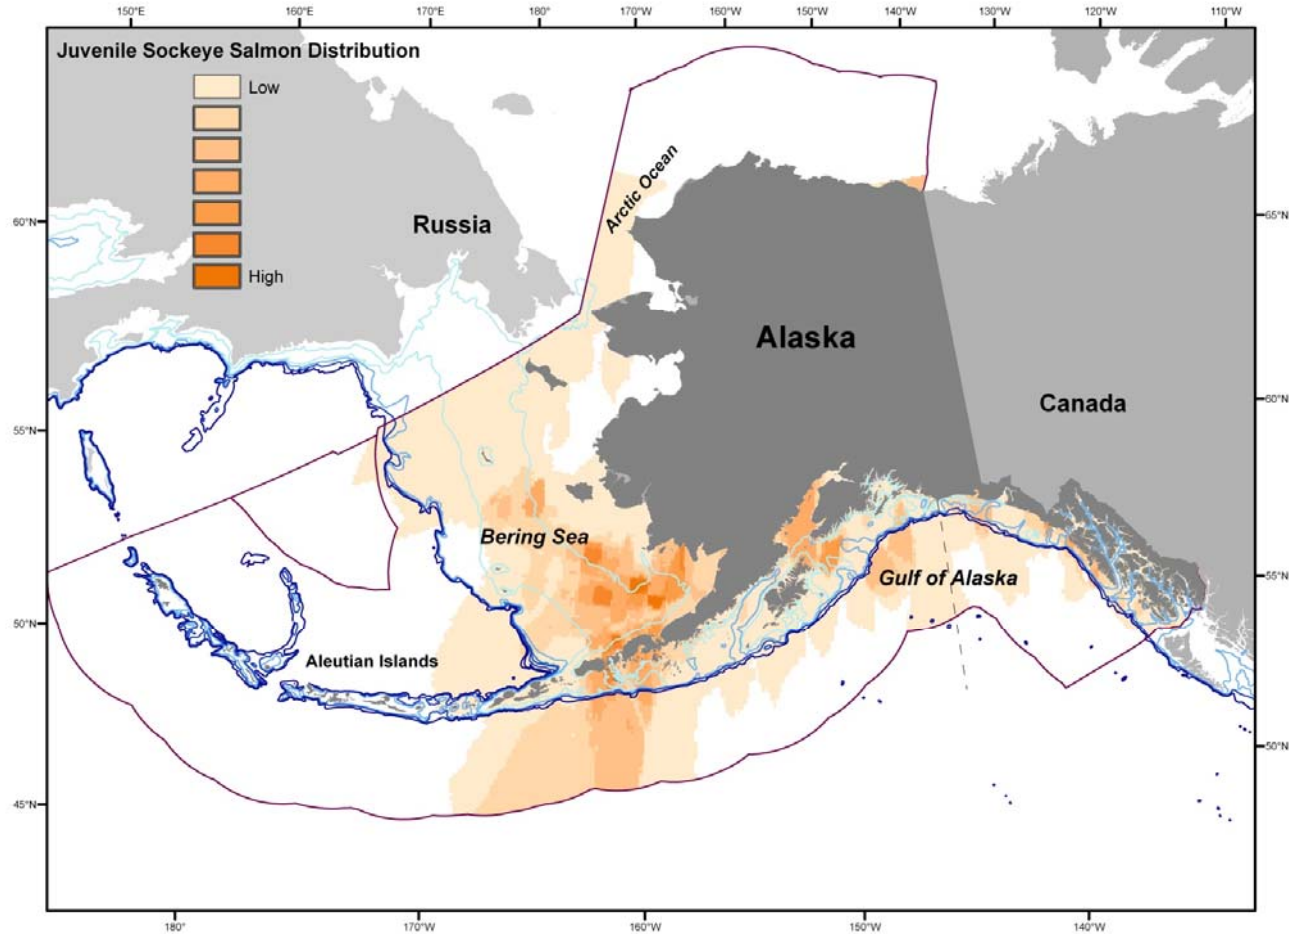 150°E 160°E 170°E 180° 170°W 160°W 150°W 140°W 130°W 120°W 110°W
Juvenile Sockeye Salmon Distribution
Low
High
Arctic Ocean
60°N
Russia
65°N
Alaska
Canada
60°N
55°N
Bering Sea
55°N
Gulf of Alaska
50°N
Aleutian Islands
50°N
45°N
180° 170°W 160°W 150°W 140°W